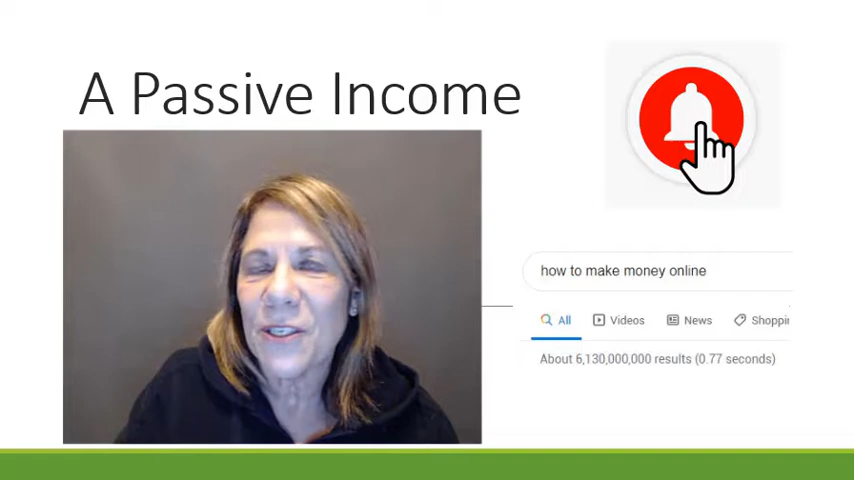 A Passive Income
how to make money online
All Videos News
About 6,130,000,000 results (0.77 seconds)